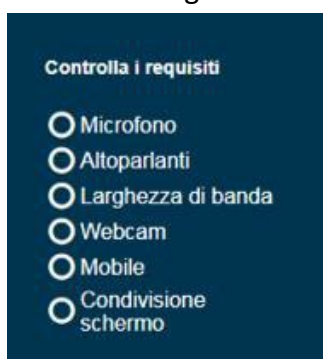 Controlla i requisiti
Microfono
Altoparlanti
Larghezza di banda
Webcam
Mobile
Condivisione
schermo